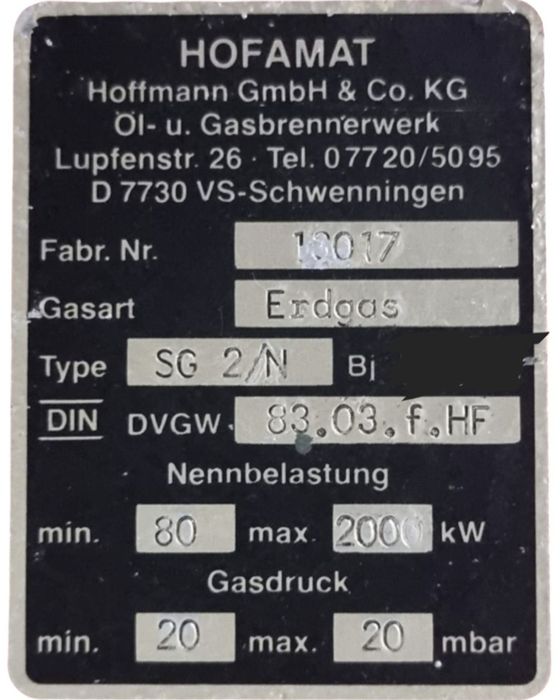 HOFAMAT
Hoffmann GmbH & Co. KG
Öl- u. Gasbrennerwerk
Lupfenstr. 26 · Tel. 07720/5095
D 7730 VS-Schwenningen
Fabr. Nr.
Gasart Erdgas
Type SG 2/N Bj
DIN DVGW 83.03.f.HF
Nennbelastung
min. 80 max. kW
Gasdruck
min. 20 max. 20 mbar